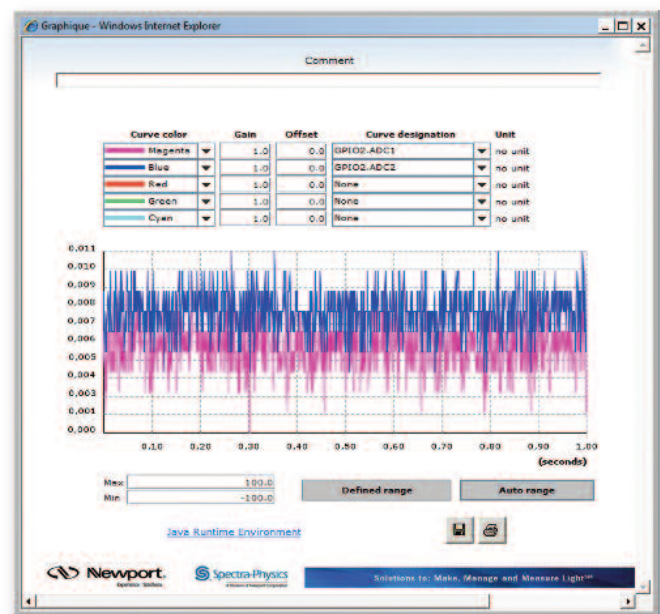 Graphique - Windows Internet Explorer
Comment
Curve color Gain Offset Curve designation Unit
Magenta 1.0 0.0 GPIO2.ADC1 no unit
Blue 1.0 0.0 GPIO2.ADC2 no unit
Red 1.0 0.0 None no unit
Green 1.0 0.0 None no unit
Cyan 1.0 0.0 None no unit
0,011
0,010
0,009
0,008
0,007
0,006
0,005
0,004
0,003
0,001
0,000
0,10 0,20 0,30 0,40 0,50 0,60 0,70 0,80 0,90 1,00
(seconds)
Max 100.0
Min -100.0
Defined range Auto range
Java Runtime Environment
Newport. Spectra-Physics Solutions to: Make, Manage and Measure Light
Experience Solutions